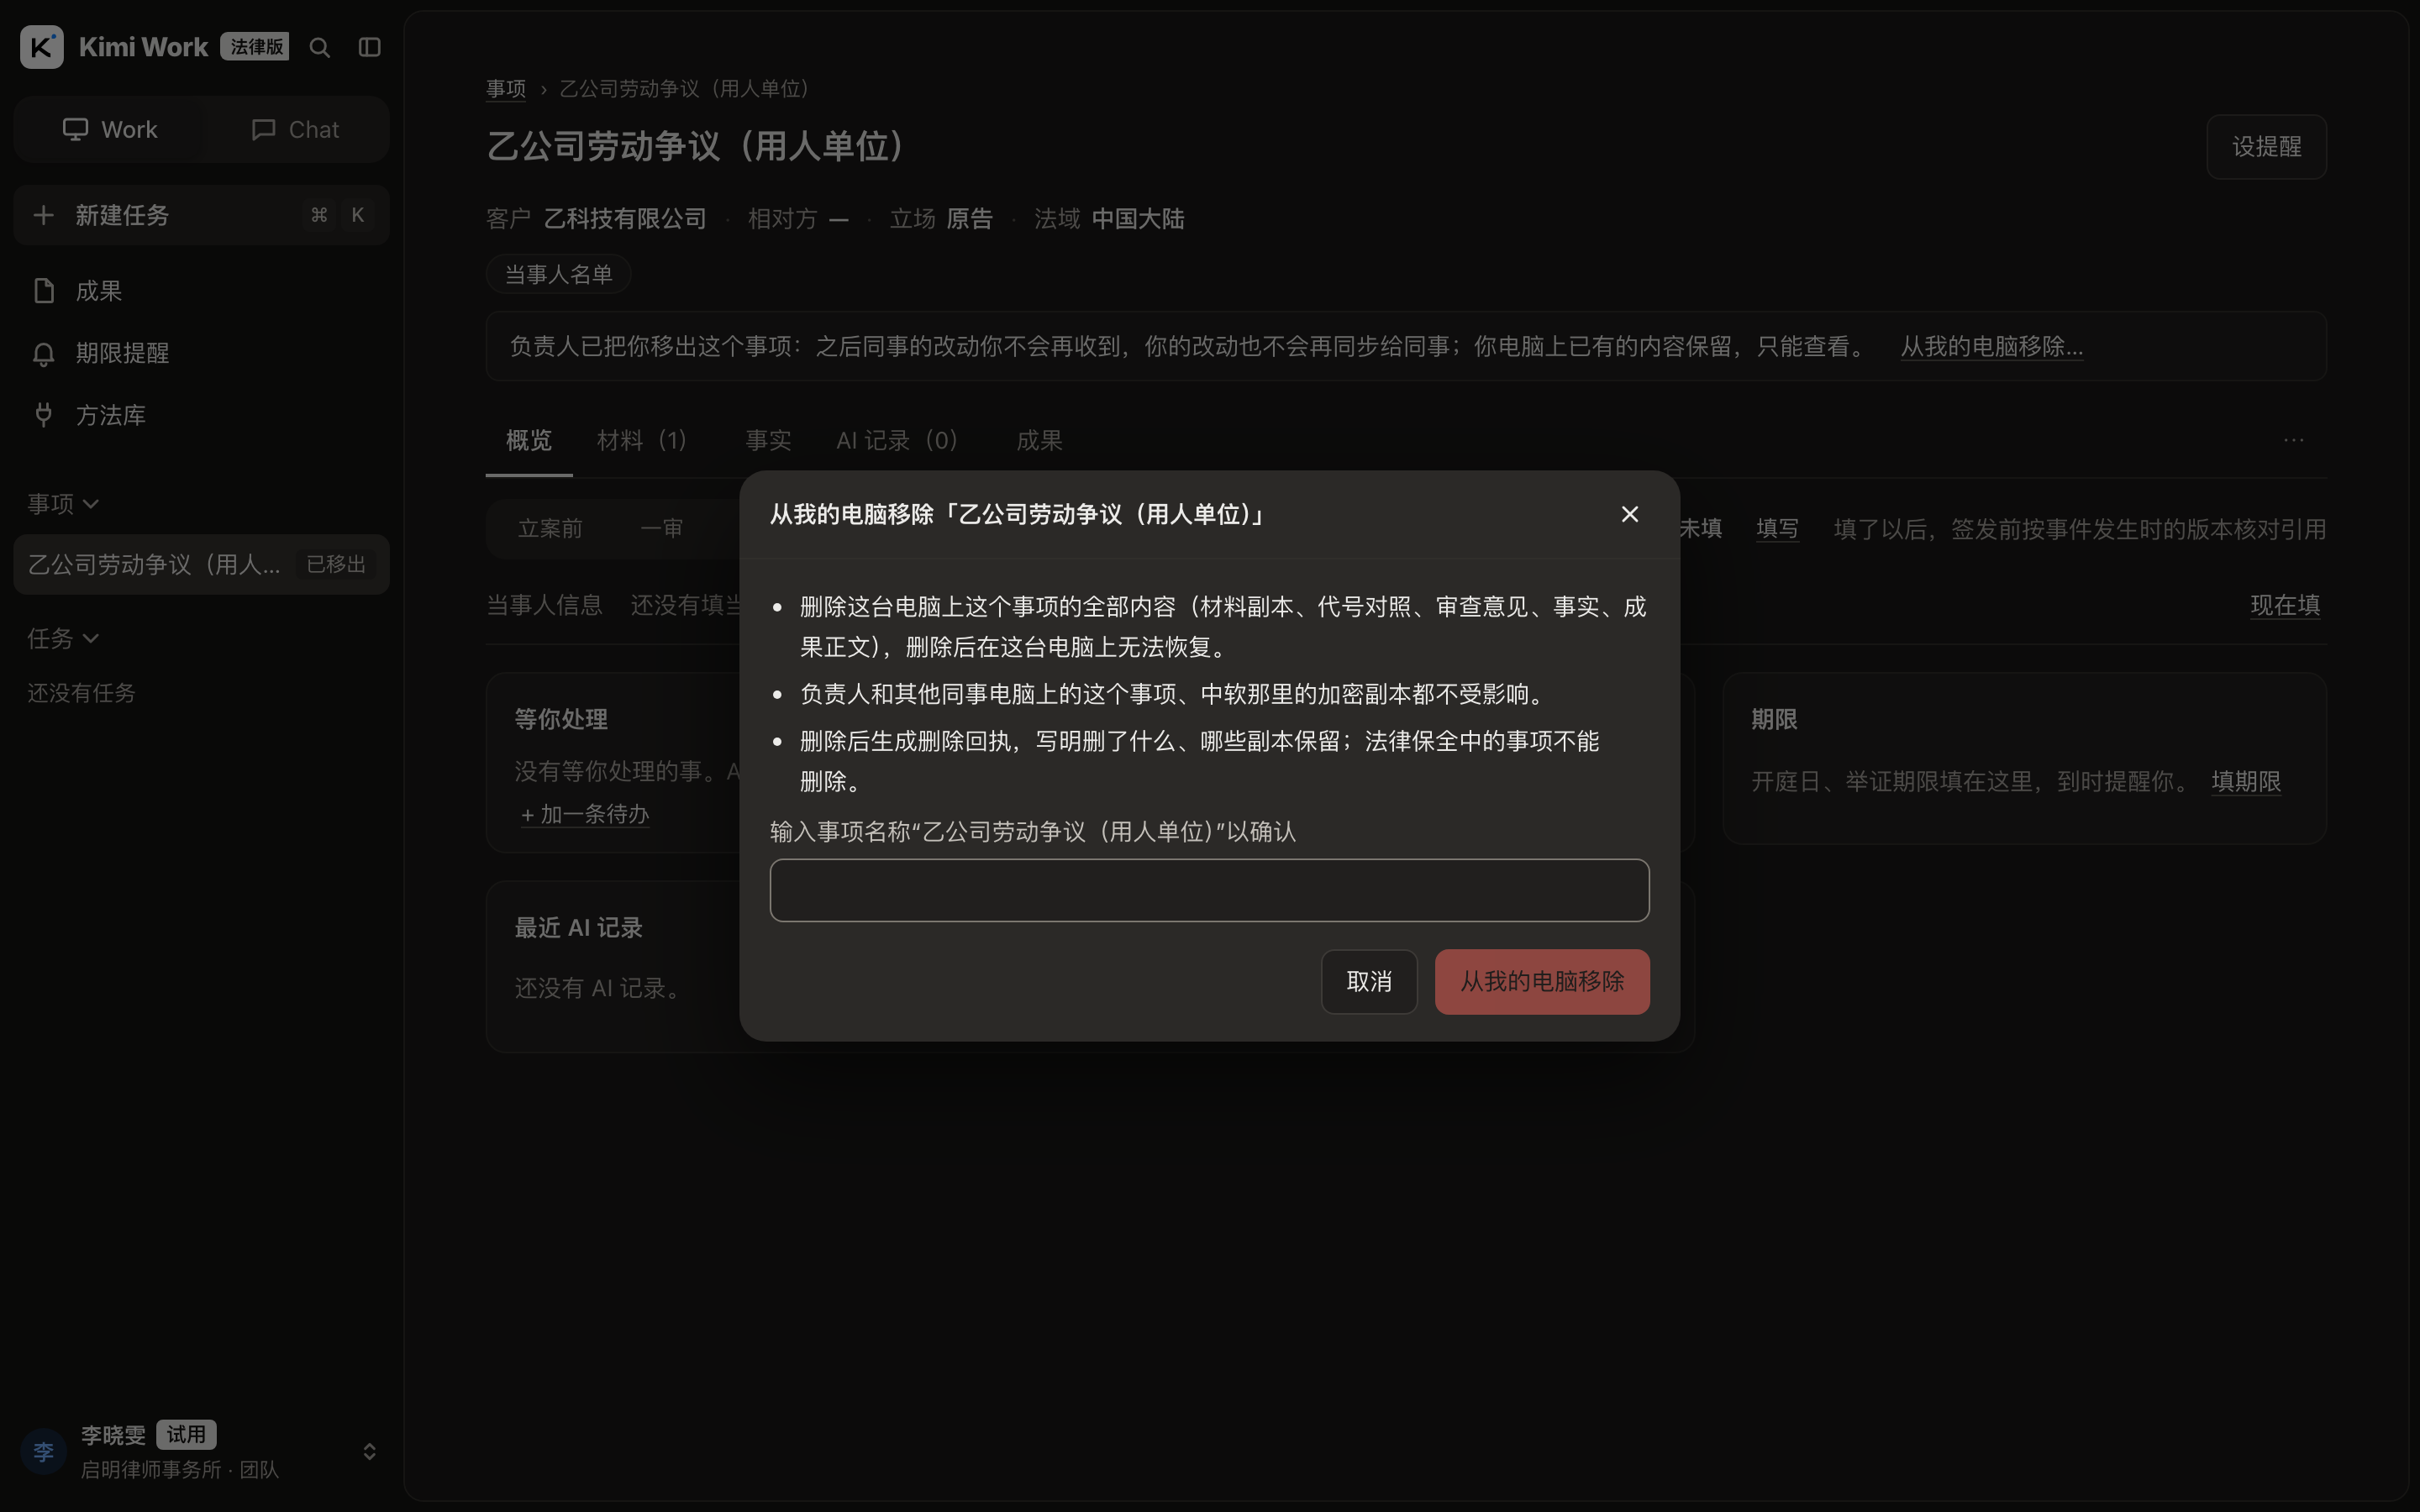 Kimi Work 法律版
Work
Chat
新建任务 ⌘ K
成果
期限提醒
方法库
事项
乙公司劳动争议（用人... 已移出
任务
还没有任务
李
李晓雯 试用
启明律师事务所 · 团队
事项 › 乙公司劳动争议（用人单位）
乙公司劳动争议（用人单位）
设提醒
客户 乙科技有限公司 · 相对方 — · 立场 原告 · 法域 中国大陆
当事人名单
负责人已把你移出这个事项：之后同事的改动你不会再收到，你的改动也不会再同步给同事；你电脑上已有的内容保留，只能查看。 从我的电脑移除...
概览 材料（1） 事实 AI 记录（0） 成果 ···
立案前 一审
未填 填写 填了以后，签发前按事件发生时的版本核对引用
当事人信息 还没有填当
现在填
等你处理
没有等你处理的事。A
+ 加一条待办
期限
开庭日、举证期限填在这里，到时提醒你。 填期限
最近 AI 记录
还没有 AI 记录。
从我的电脑移除「乙公司劳动争议（用人单位）」
• 删除这台电脑上这个事项的全部内容（材料副本、代号对照、审查意见、事实、成
果正文），删除后在这台电脑上无法恢复。
• 负责人和其他同事电脑上的这个事项、中软那里的加密副本都不受影响。
• 删除后生成删除回执，写明删了什么、哪些副本保留；法律保全中的事项不能
删除。
输入事项名称“乙公司劳动争议（用人单位）”以确认
取消
从我的电脑移除